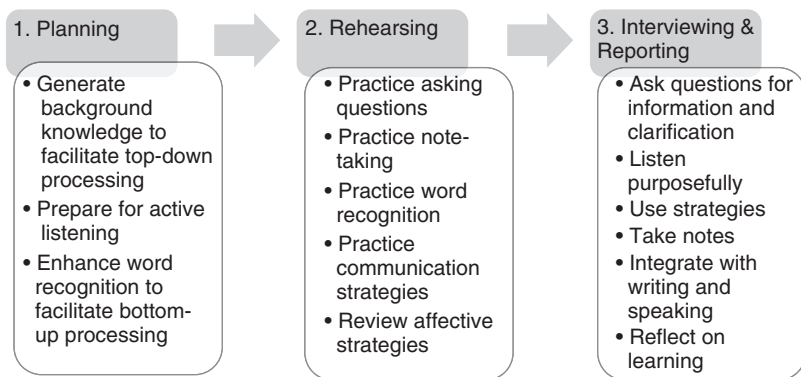 1. Planning
• Generate
background
knowledge to
facilitate top-down
processing
• Prepare for active
listening
• Enhance word
recognition to
facilitate bottom-
up processing
2. Rehearsing
• Practice asking
questions
• Practice note-
taking
• Practice word
recognition
• Practice
communication
strategies
• Review affective
strategies
3. Interviewing &
Reporting
• Ask questions for
information and
clarification
• Listen
purposefully
• Use strategies
• Take notes
• Integrate with
writing and
speaking
• Reflect on
learning